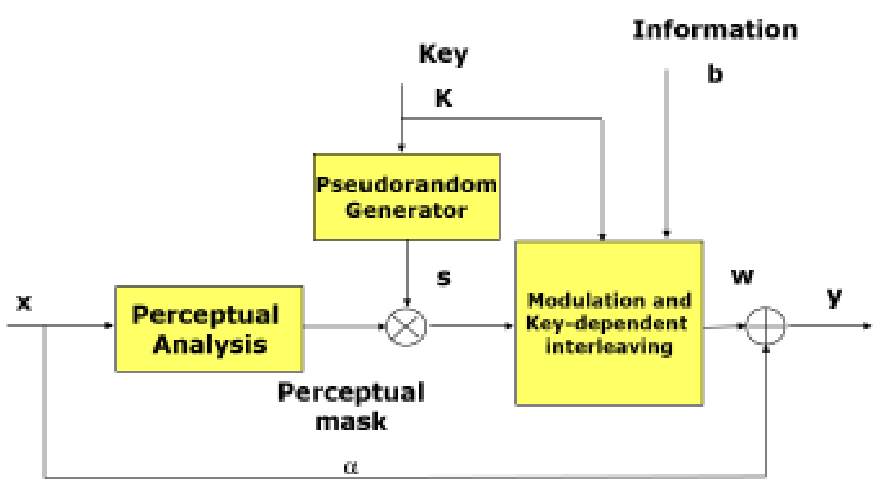 Information
Key
b
K
Pseudorandom
Generator
s
w
x
y
Perceptual
Analysis
Modulation and
Key-dependent
interleaving
Perceptual
mask
α